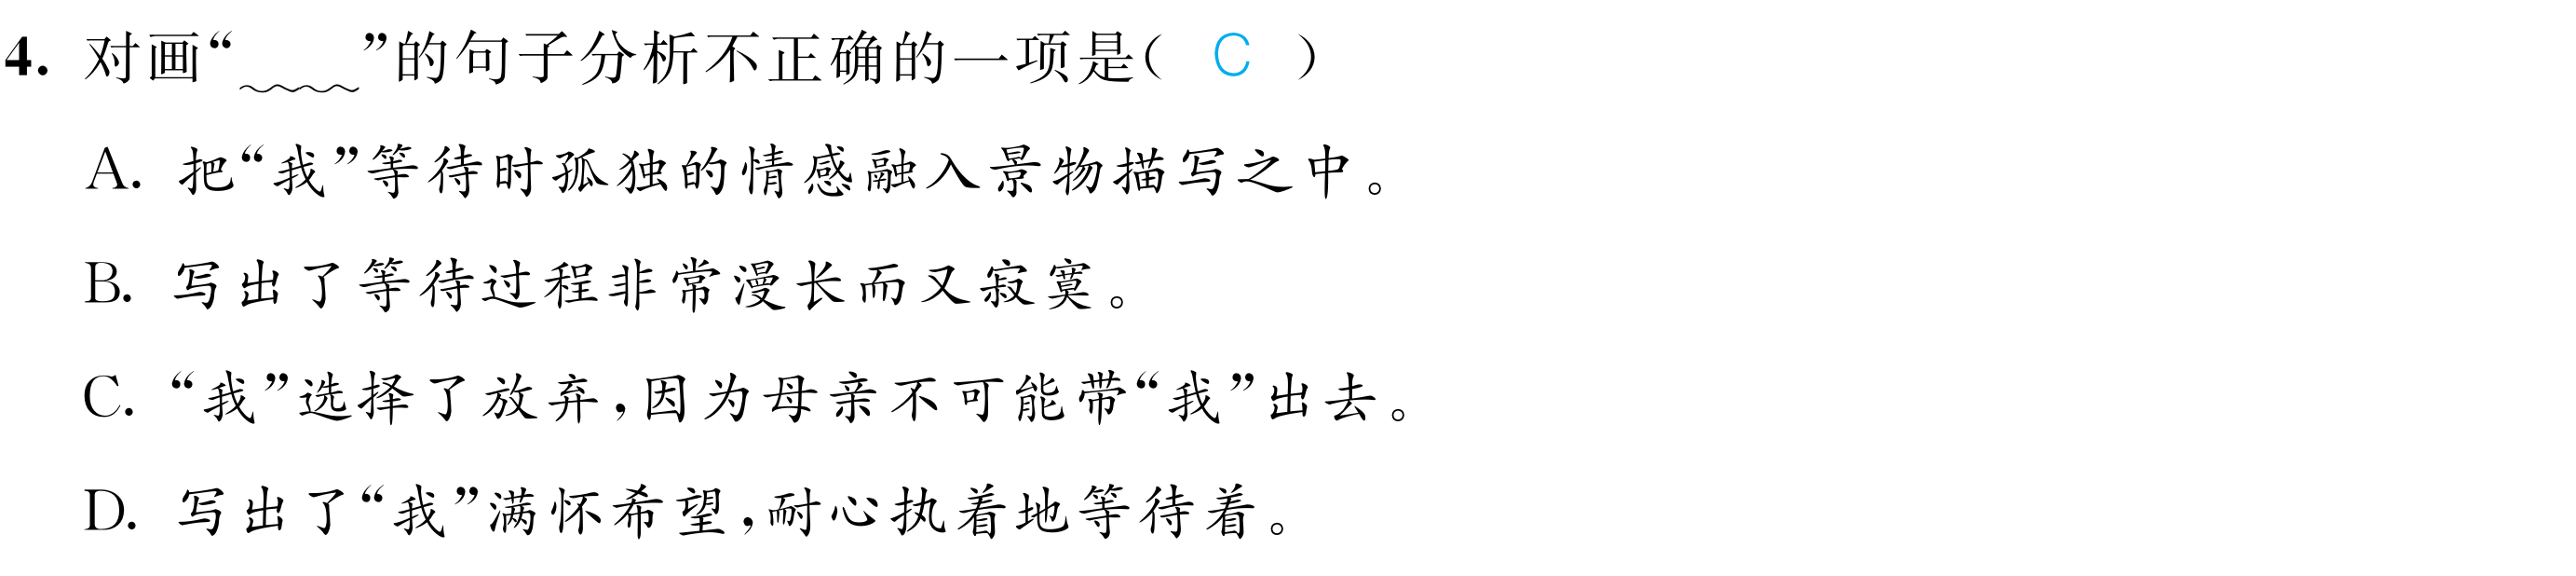 4. 对画“﹏﹏”的句子分析不正确的一项是( C )
A. 把“我”等待时孤独的情感融入景物描写之中。
B. 写出了等待过程非常漫长而又寂寞。
C. “我”选择了放弃,因为母亲不可能带“我”出去。
D. 写出了“我”满怀希望,耐心执着地等待着。